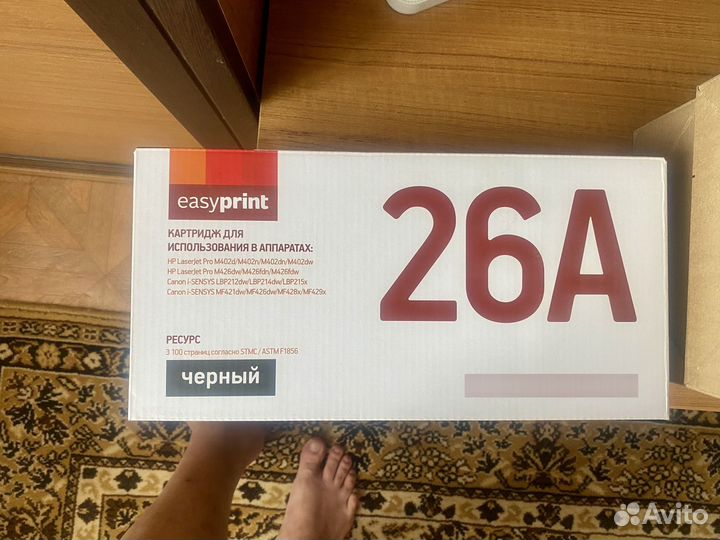 easyprint
КАРТРИДЖ ДЛЯ
ИСПОЛЬЗОВАНИЯ В АППАРАТАХ:
HP LaserJet Pro M402d/M402n/M402dn/M402dw
HP LaserJet Pro M426dw/M426fdn/M426fdw
Canon i-SENSYS LBP212dw/LBP214dw/LBP215x
Canon i-SENSYS MF421dw/MF426dw/MF428x/MF429x
26A
РЕСУРС
3 100 страниц согласно STMC / ASTM F1856
черный
Avito